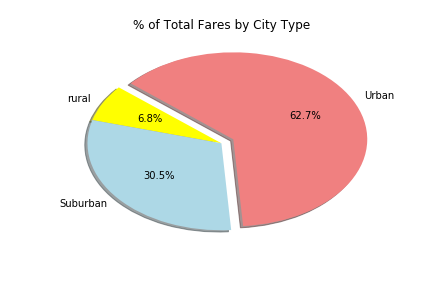 % of Total Fares by City Type
rural
Urban
6.8%
62.7%
30.5%
Suburban